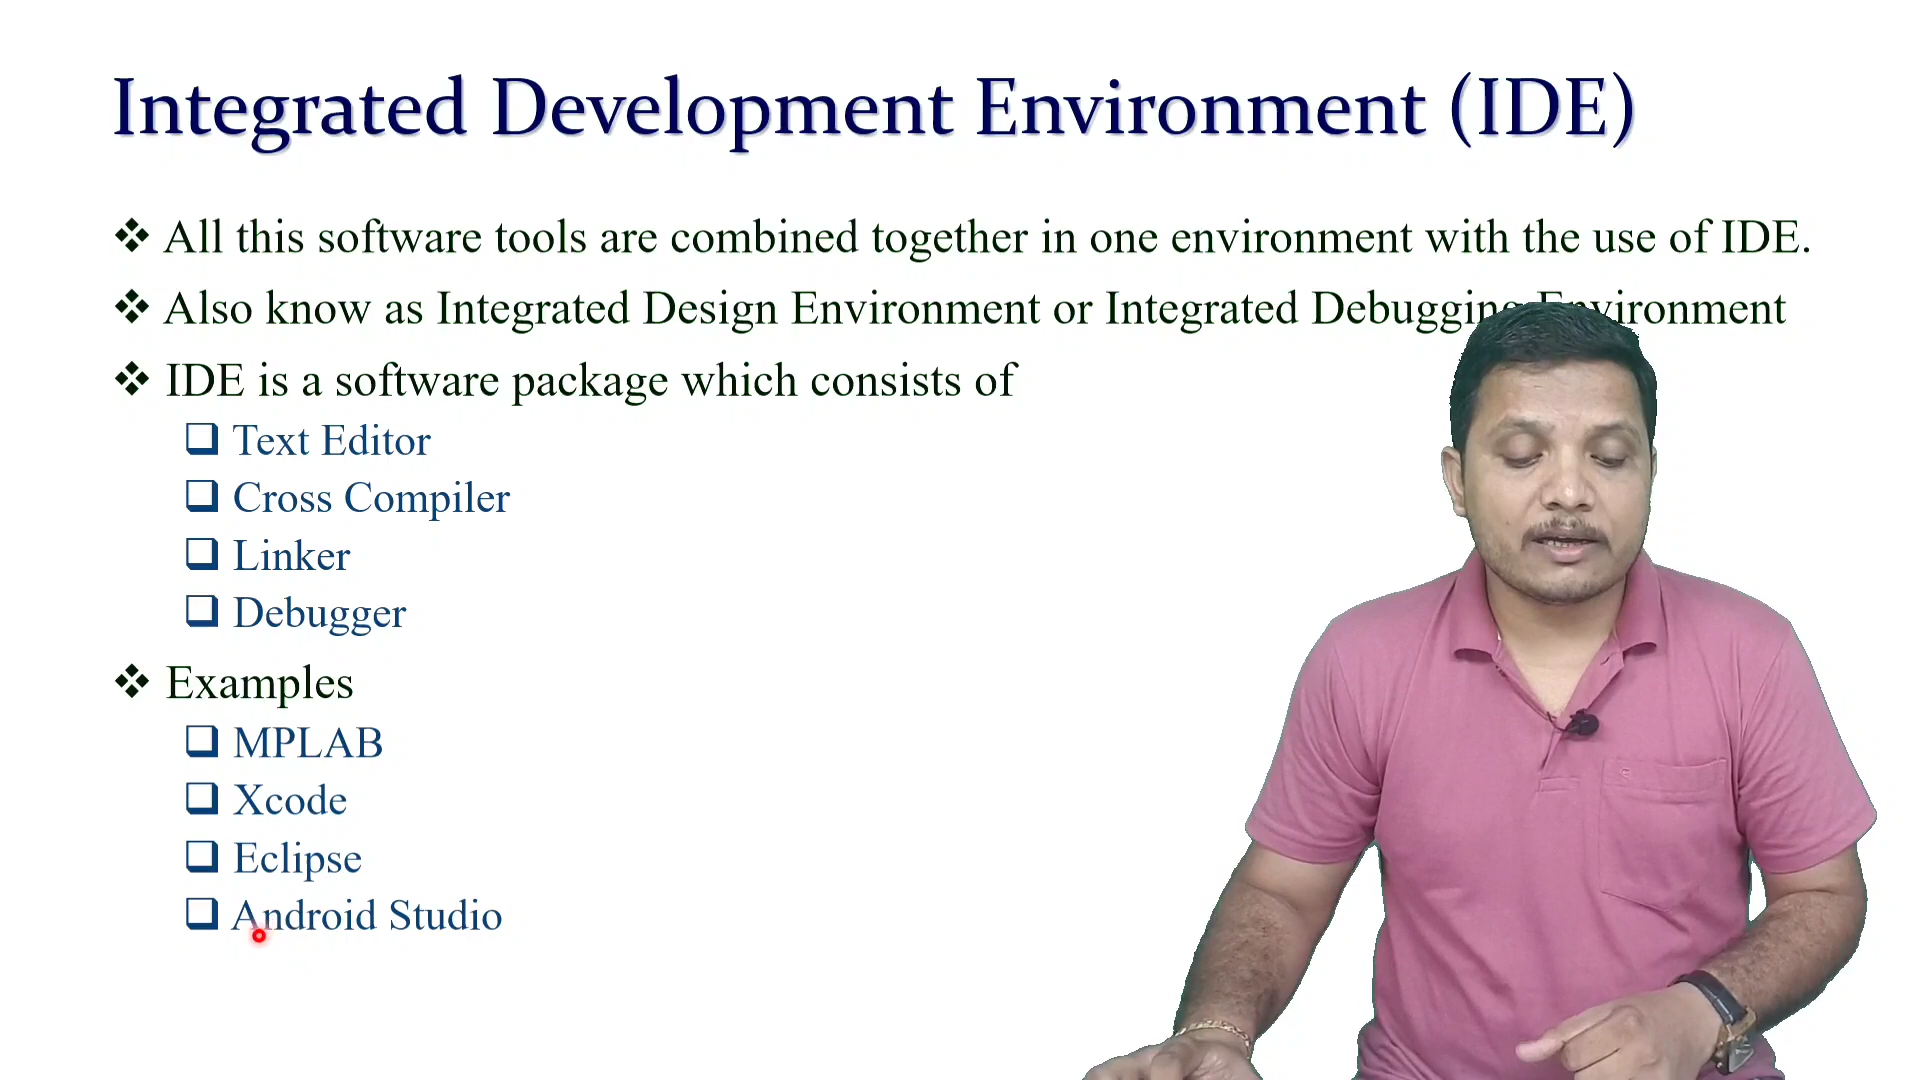 Integrated Development Environment (IDE)
All this software tools are combined together in one environment with the use of IDE.
Also know as Integrated Design Environment or Integrated Debugging Environment
IDE is a software package which consists of
Text Editor
Cross Compiler
Linker
Debugger
Examples
MPLAB
Xcode
Eclipse
Android Studio